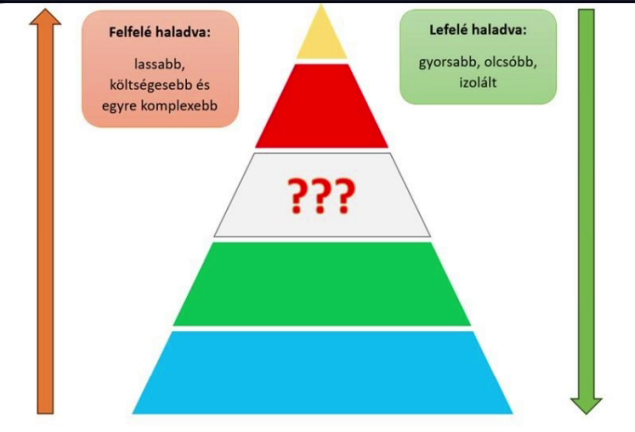 Felfelé haladva:
lassabb,
költségesebb és
egyre komplexebb
Lefelé haladva:
gyorsabb, olcsóbb,
izolált
???